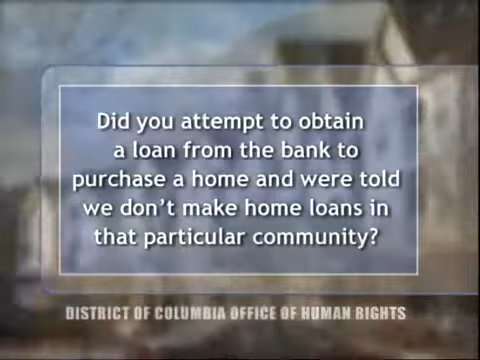 Did you attempt to obtain
a loan from the bank to
purchase a home and were told
we don't make home loans in
that particular community?
DISTRICT OF COLUMBIA OFFICE OF HUMAN RIGHTS